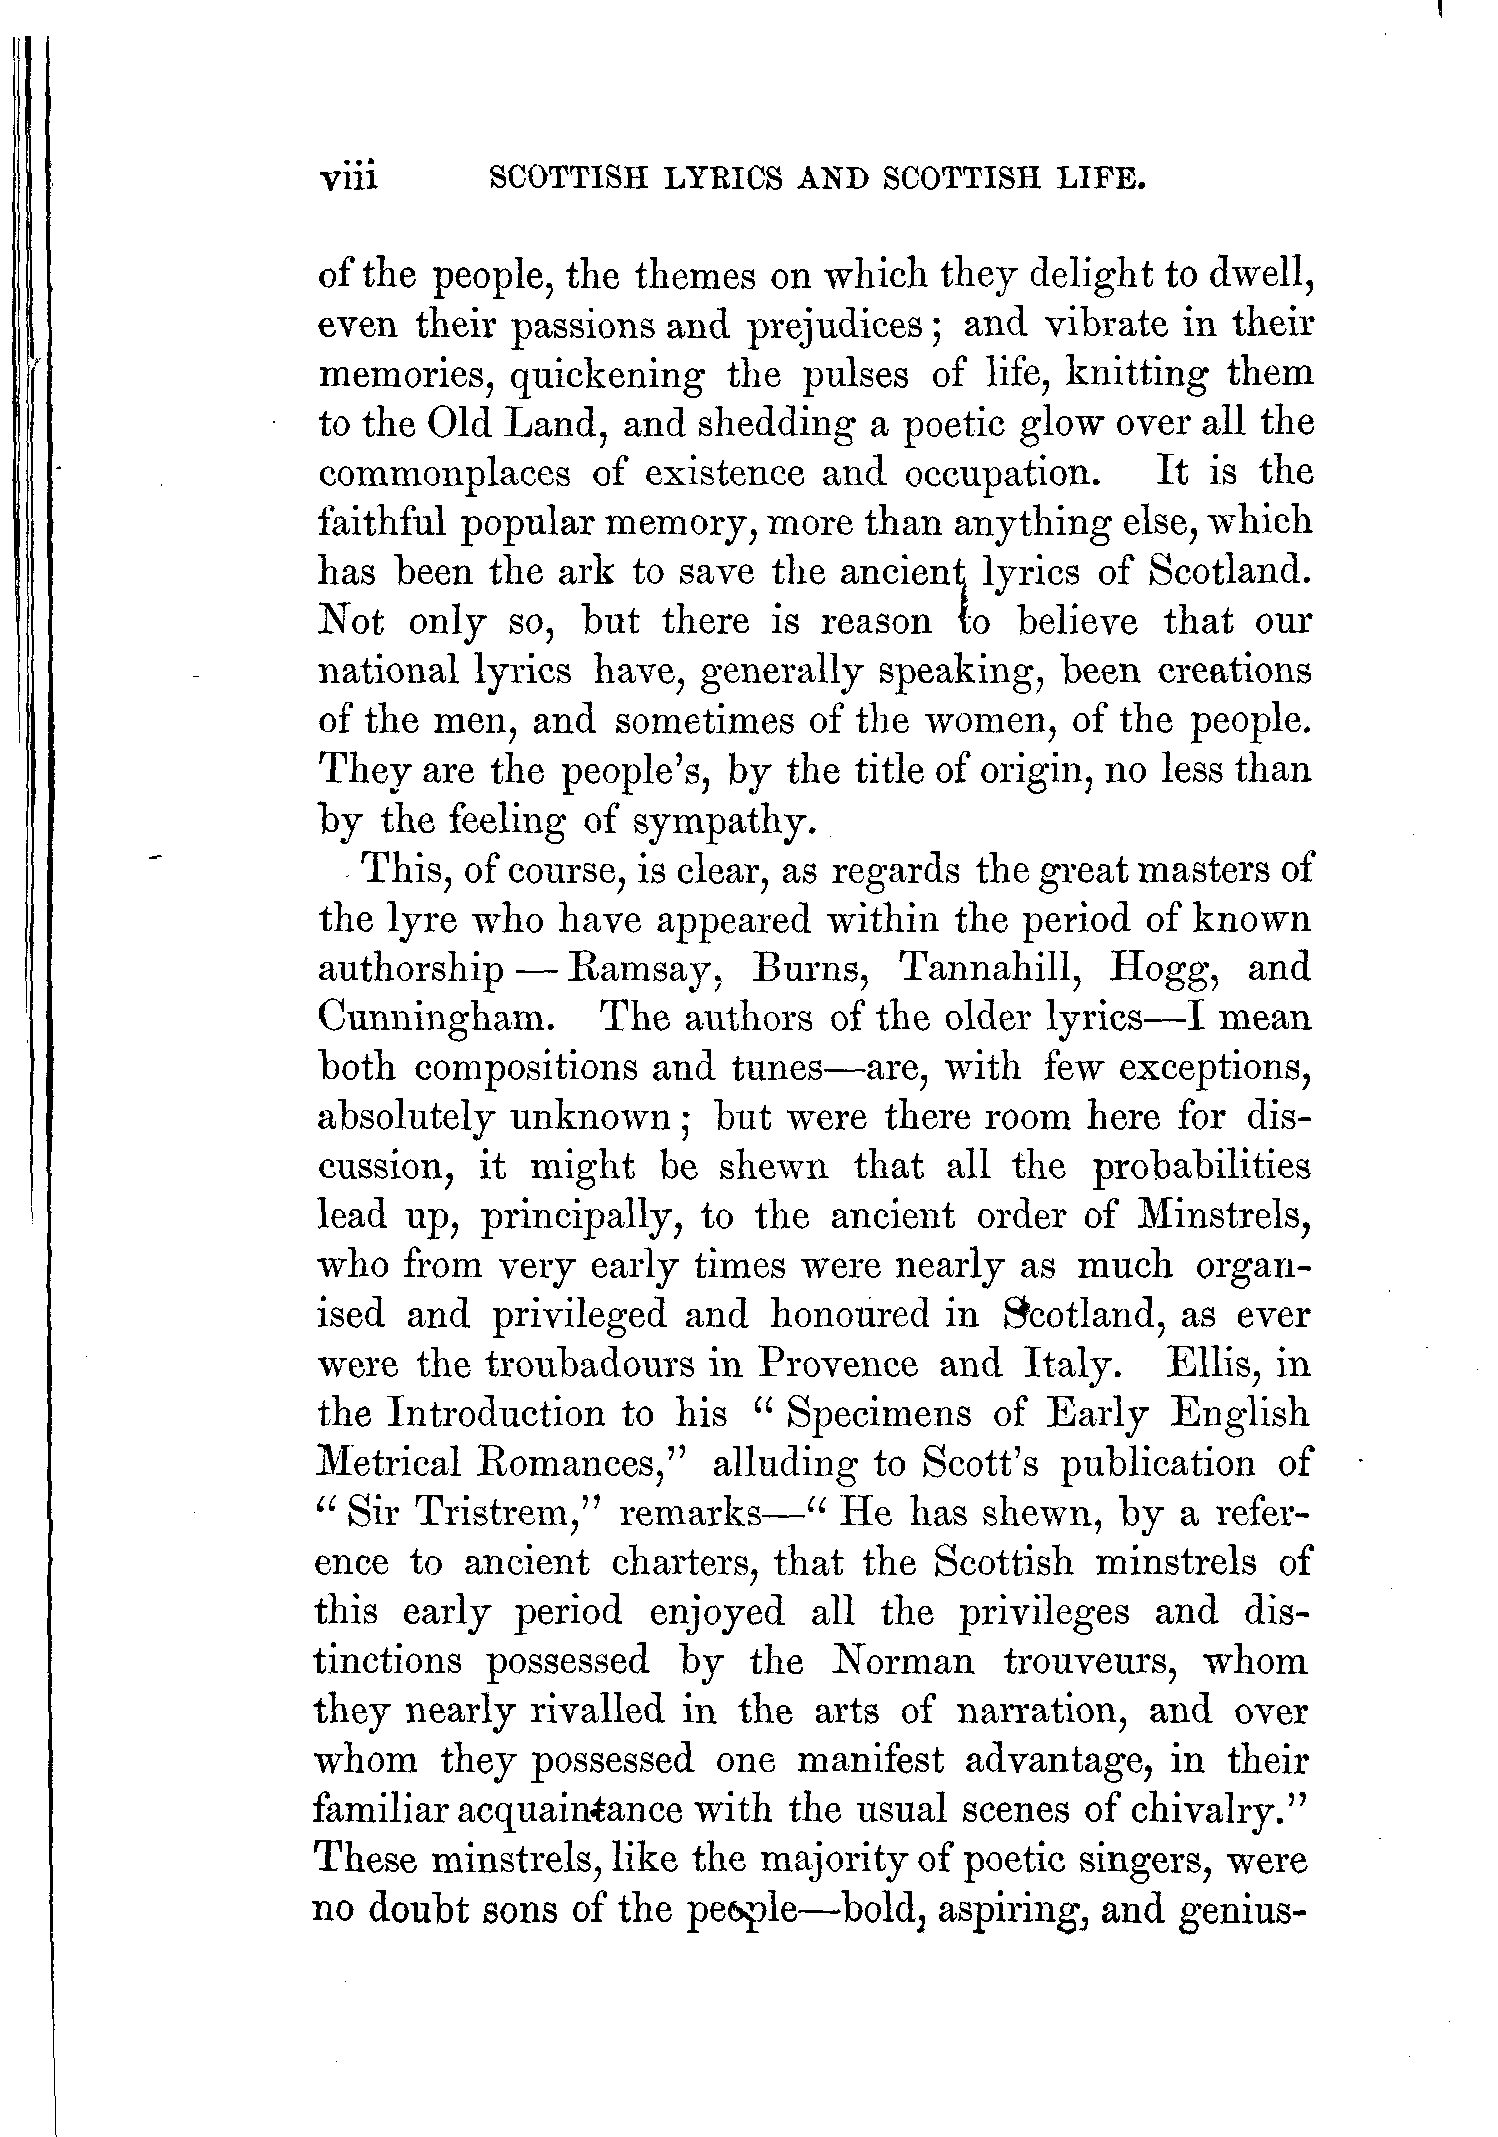 viii SCOTTISH LYRICS AND SCOTTISH LIFE.
of the people, the themes on which they delight to dwell,
even their passions and prejudices; and vibrate in their
memories, quickening the pulses of life, knitting them
to the Old Land, and shedding a poetic glow over all the
commonplaces of existence and occupation. It is the
faithful popular memory, more than anything else, which
has been the ark to save the ancient lyrics of Scotland.
Not only so, but there is reason to believe that our
national lyrics have, generally speaking, been creations
of the men, and sometimes of the women, of the people.
They are the people's, by the title of origin, no less than
by the feeling of sympathy.
This, of course, is clear, as regards the great masters of
the lyre who have appeared within the period of known
authorship — Ramsay, Burns, Tannahill, Hogg, and
Cunningham. The authors of the older lyrics—I mean
both compositions and tunes—are, with few exceptions,
absolutely unknown; but were there room here for dis-
cussion, it might be shewn that all the probabilities
lead up, principally, to the ancient order of Minstrels,
who from very early times were nearly as much organ-
ised and privileged and honoured in Scotland, as ever
were the troubadours in Provence and Italy. Ellis, in
the Introduction to his " Specimens of Early English
Metrical Romances," alluding to Scott's publication of
" Sir Tristrem," remarks—" He has shewn, by a refer-
ence to ancient charters, that the Scottish minstrels of
this early period enjoyed all the privileges and dis-
tinctions possessed by the Norman trouveurs, whom
they nearly rivalled in the arts of narration, and over
whom they possessed one manifest advantage, in their
familiar acquaintance with the usual scenes of chivalry."
These minstrels, like the majority of poetic singers, were
no doubt sons of the people—bold, aspiring, and genius-